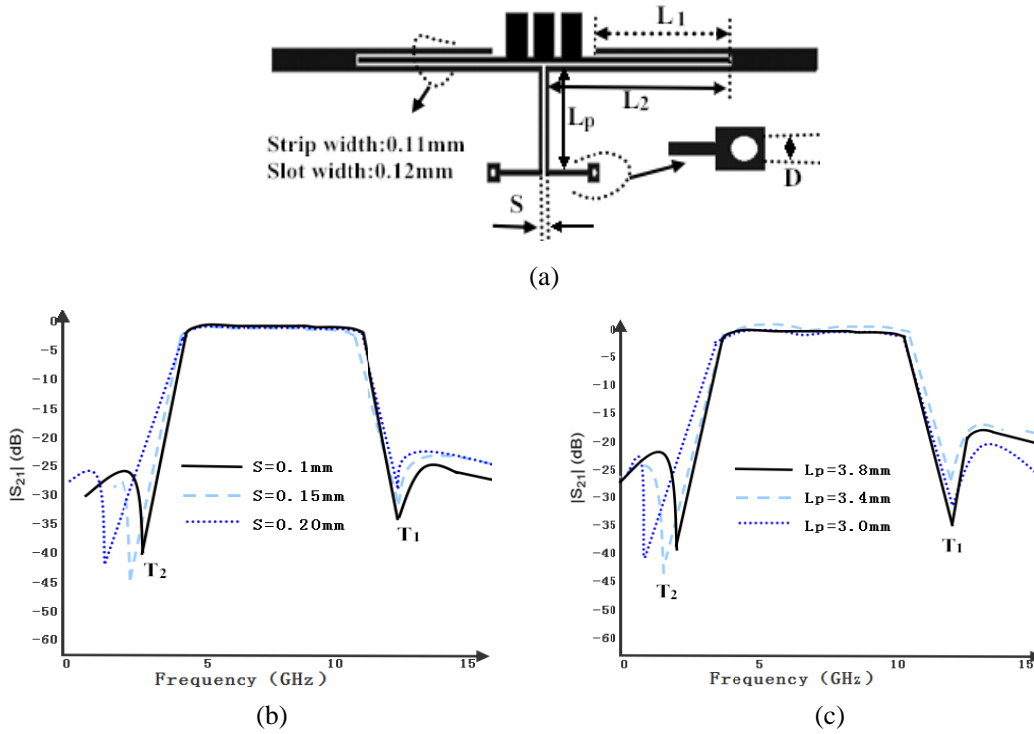 L1
L2
Lp
Strip width:0.11mm
Slot width:0.12mm
D
S
(a)
0
-5
-10
-15
-20
-25
-30
-35
-40
-45
-50
-60
|S21| (dB)
S=0.1mm
S=0.15mm
S=0.20mm
T1
T2
0 5 10 15
Frequency (GHz)
(b)
0
-5
-10
-15
-20
-25
-30
-35
-40
-45
-50
-60
|S21| (dB)
Lp=3.8mm
Lp=3.4mm
Lp=3.0mm
T1
T2
0 5 10 15
Frequency (GHz)
(c)